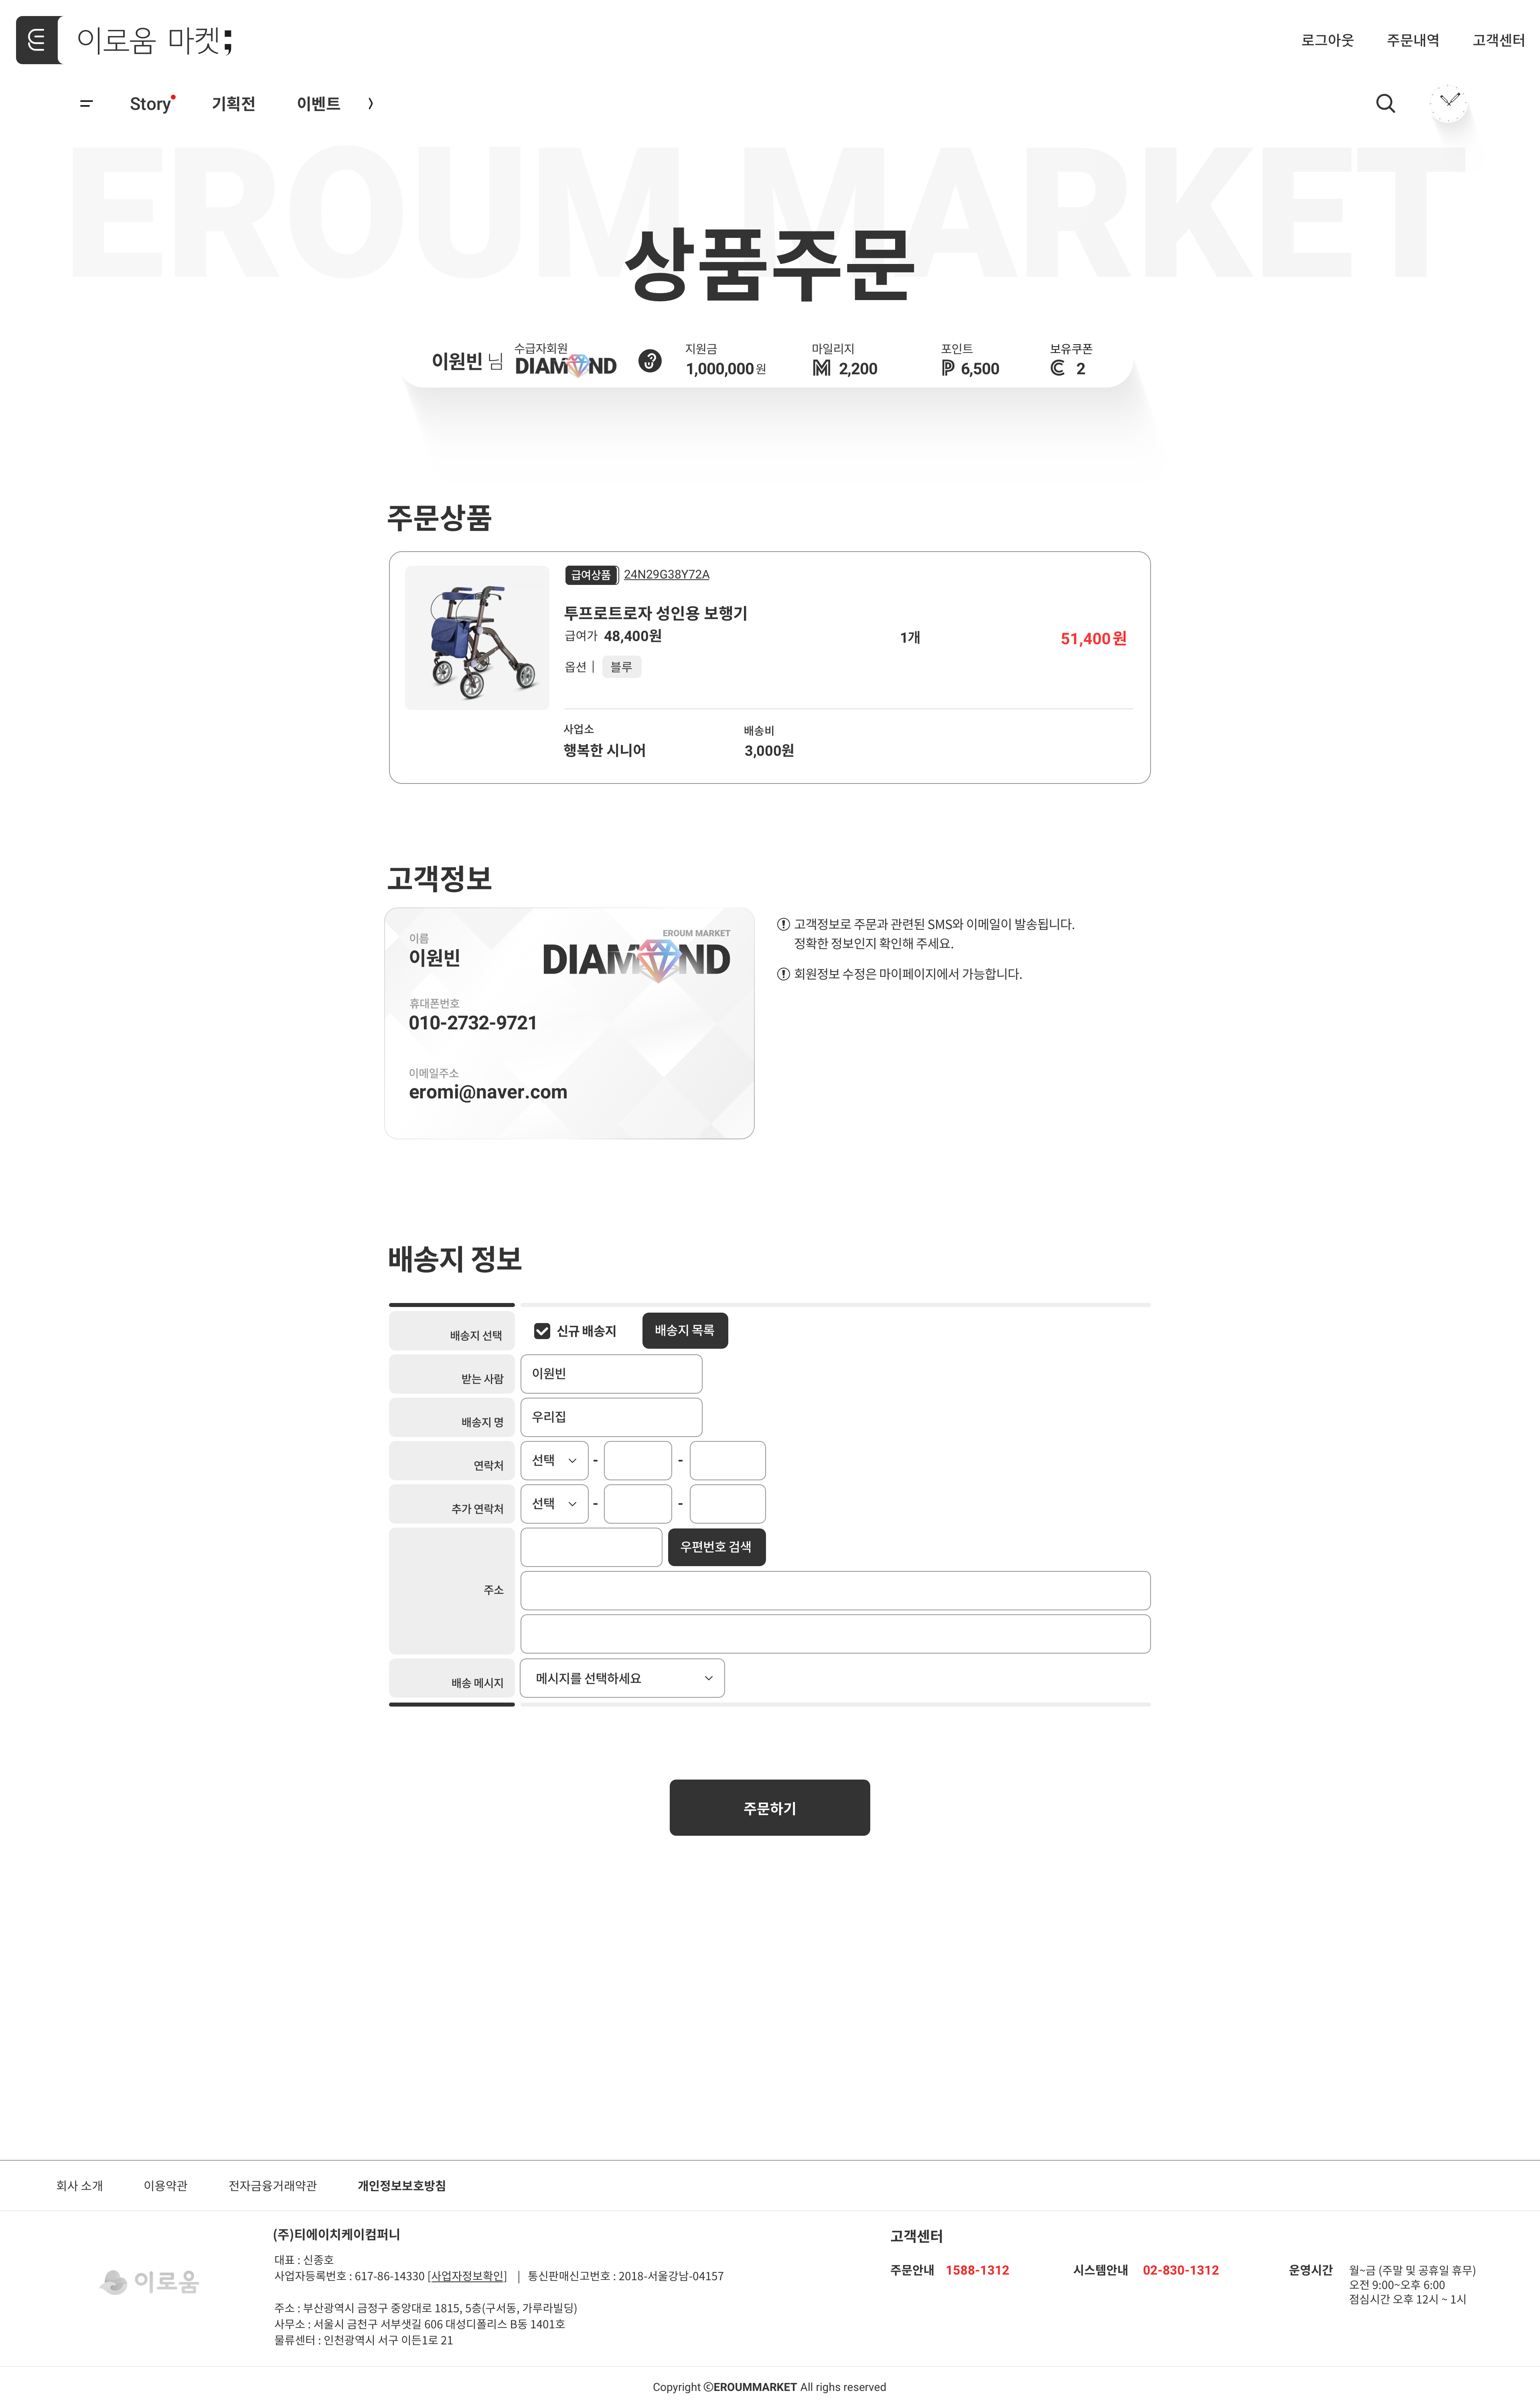 이로움 마켓;
로그아웃 주문내역 고객센터
Story 기획전 이벤트
EROUM MARKET
상품주문
이원빈 님
수급자회원
DIAMOND
지원금
1,000,000 원
마일리지
M 2,200
포인트
P 6,500
보유쿠폰
C 2
주문상품
급여상품 24N29G38Y72A
투프로트로자 성인용 보행기
급여가 48,400원
1개
51,400 원
옵션 | 블루
사업소
행복한 시니어
배송비
3,000원
고객정보
이름
이원빈
EROUM MARKET
DIAMOND
휴대폰번호
010-2732-9721
이메일주소
eromi@naver.com
고객정보로 주문과 관련된 SMS와 이메일이 발송됩니다.
정확한 정보인지 확인해 주세요.
회원정보 수정은 마이페이지에서 가능합니다.
배송지 정보
배송지 선택 신규 배송지 배송지 목록
받는 사람 이원빈
배송지 명 우리집
연락처 선택 - -
추가 연락처 선택 - -
우편번호 검색
주소
배송 메시지 메시지를 선택하세요
주문하기
회사 소개 이용약관 전자금융거래약관 개인정보보호방침
이로움
(주)티에이치케이컴퍼니
대표 : 신종호
사업자등록번호 : 617-86-14330 [사업자정보확인] | 통신판매신고번호 : 2018-서울강남-04157
주소 : 부산광역시 금정구 중앙대로 1815, 5층(구서동, 가루라빌딩)
사무소 : 서울시 금천구 서부샛길 606 대성디폴리스 B동 1401호
물류센터 : 인천광역시 서구 이든1로 21
고객센터
주문안내 1588-1312
시스템안내 02-830-1312
운영시간 월~금 (주말 및 공휴일 휴무)
오전 9:00~오후 6:00
점심시간 오후 12시 ~ 1시
Copyright ©EROUMMARKET All righs reserved